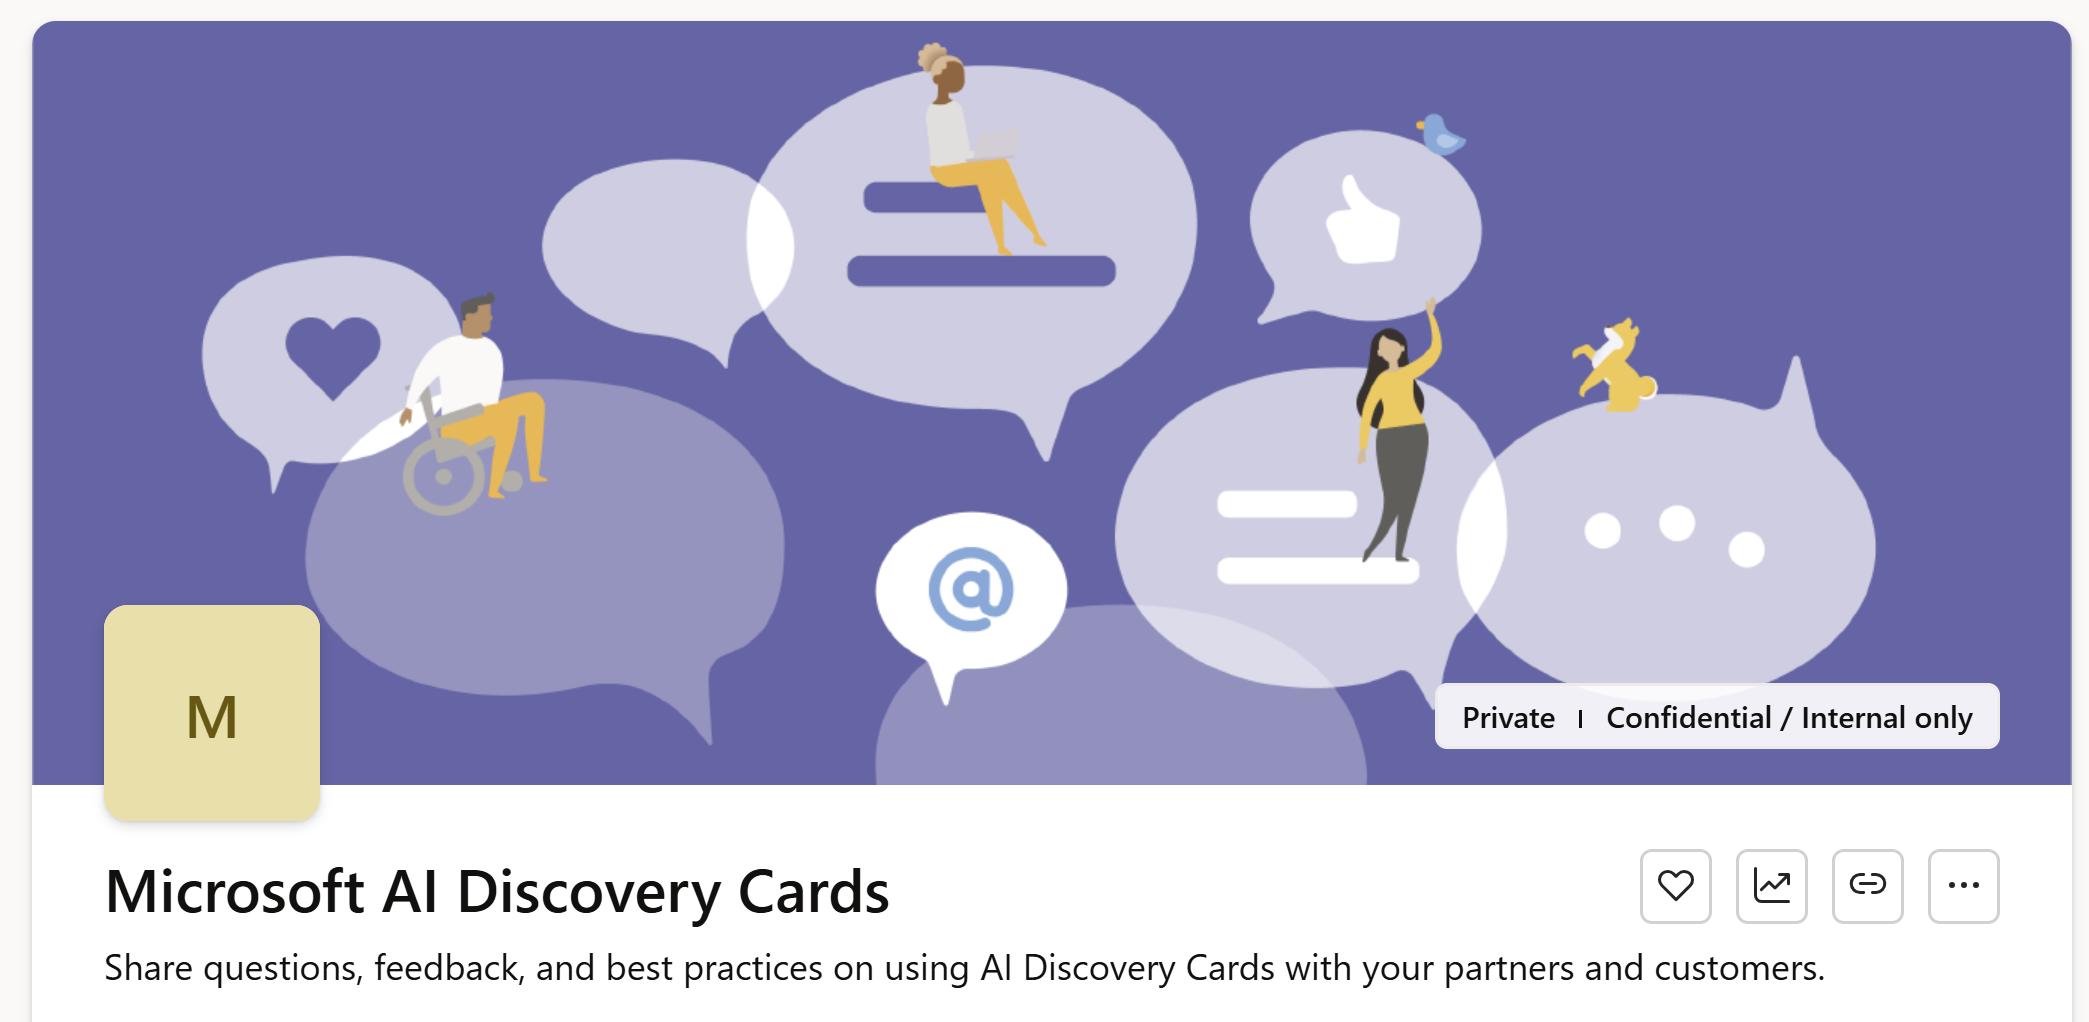 @
M
Private | Confidential / Internal only
Microsoft AI Discovery Cards
Share questions, feedback, and best practices on using AI Discovery Cards with your partners and customers.